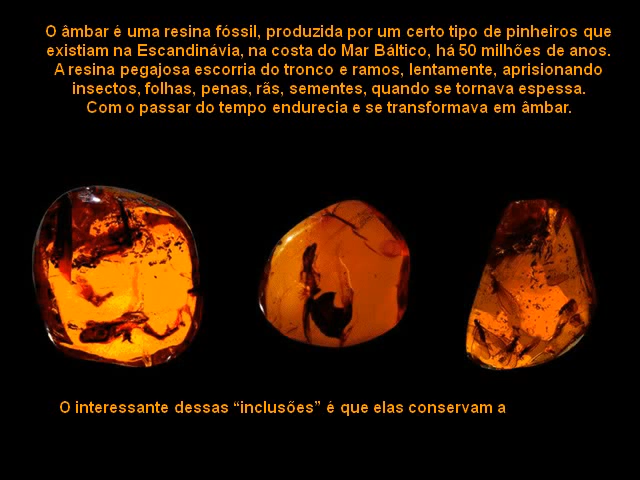 O âmbar é uma resina fóssil, produzida por um certo tipo de pinheiros que
existiam na Escandinávia, na costa do Mar Báltico, há 50 milhões de anos.
A resina pegajosa escorria do tronco e ramos, lentamente, aprisionando
insectos, folhas, penas, rãs, sementes, quando se tornava espessa.
Com o passar do tempo endurecia e se transformava em âmbar.
O interessante dessas “inclusões” é que elas conservam a